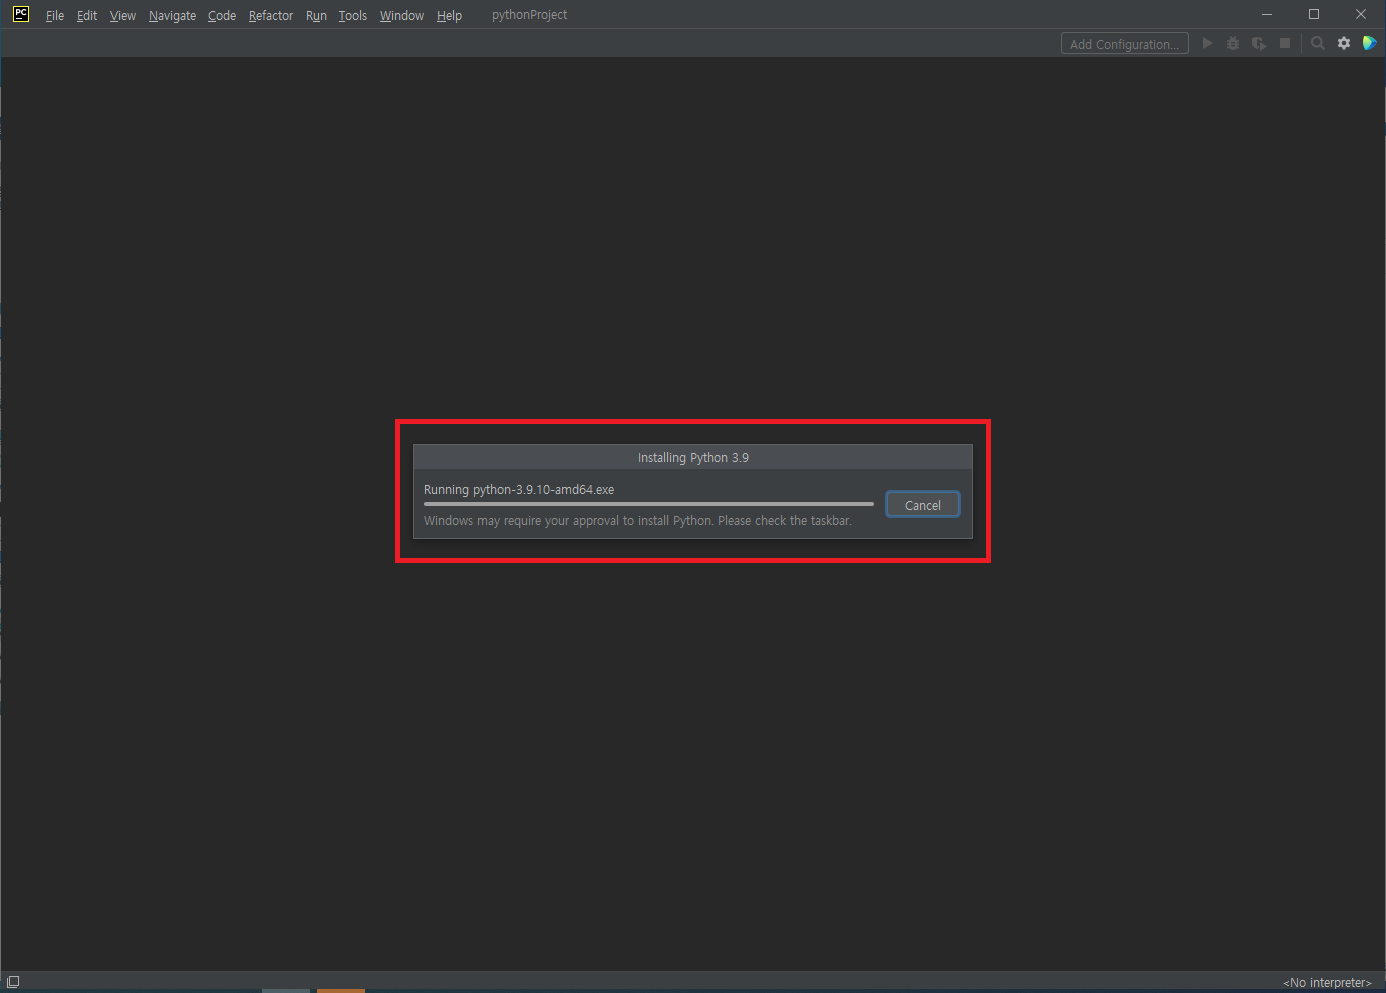 PC File Edit View Navigate Code Refactor Run Tools Window Help pythonProject
Add Configuration...
Installing Python 3.9
Running python-3.9.10-amd64.exe
Cancel
Windows may require your approval to install Python. Please check the taskbar.
<No interpreter>